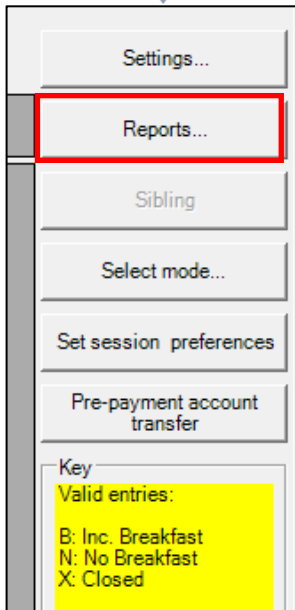 Settings...
Reports...
Sibling
Select mode...
Set session  preferences
Pre-payment account
transfer
Key
Valid entries:
B: Inc. Breakfast
N: No Breakfast
X: Closed